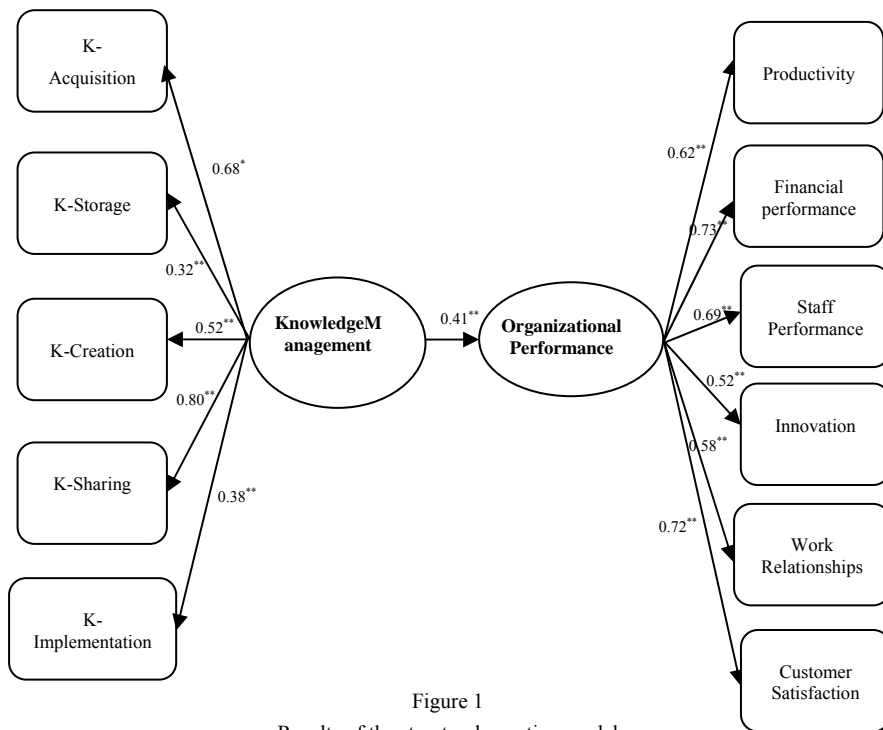 K-
Acquisition
K-Storage
K-Creation
K-Sharing
K-
Implementation
0.68*
0.32**
0.52**
0.80**
0.38**
KnowledgeM
anagement
0.41**
Organizational
Performance
0.62**
0.73**
0.69**
0.52**
0.58**
0.72**
Productivity
Financial
performance
Staff
Performance
Innovation
Work
Relationships
Customer
Satisfaction
Figure 1